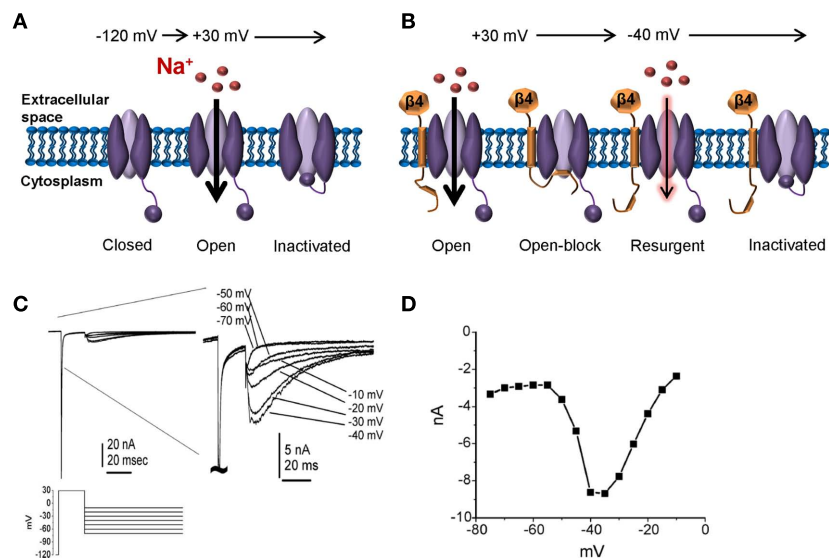 A
-120 mV +30 mV
Na+
Extracellular
space
Cytoplasm
Closed Open Inactivated
B
+30 mV -40 mV
β4 β4 β4 β4
Open Open-block Resurgent Inactivated
C
-50 mV
-60 mV
-70 mV
-10 mV
-20 mV
-30 mV
-40 mV
20 nA
20 msec
5 nA
20 ms
30
0
-30
-60
-90
-120
mV
D
0
-2
-4
-6
-8
-10
nA
-80 -60 -40 -20 0
mV